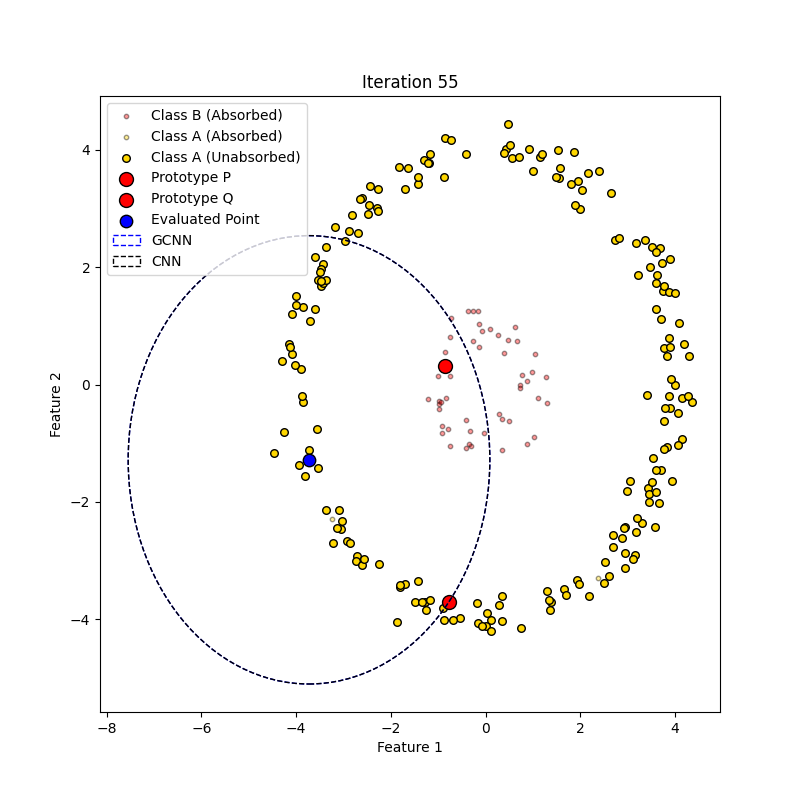 Iteration 55
Class B (Absorbed)
Class A (Absorbed)
Class A (Unabsorbed)
Prototype P
Prototype Q
Evaluated Point
GCNN
CNN
4
2
0
−2
−4
Feature 2
−8
−6
−4
−2
0
2
4
Feature 1